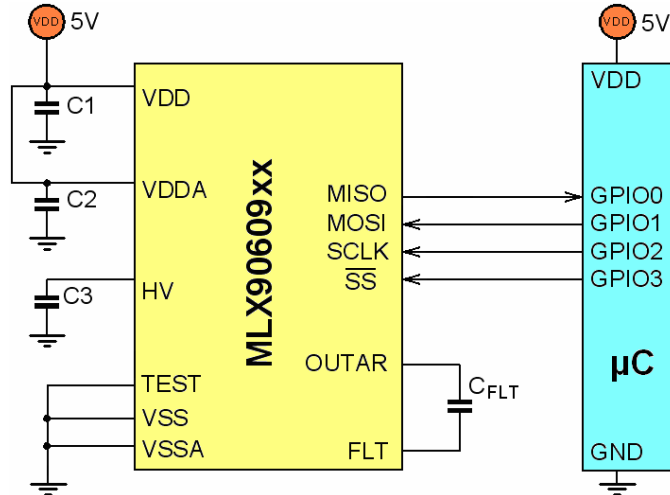 VDD 5V
C1
C2
C3
VDD
VDDA
HV
TEST
VSS
VSSA
MLX90609xx
MISO
MOSI
SCLK
SS
OUTAR
FLT
CFLT
VDD 5V
VDD
GPIO0
GPIO1
GPIO2
GPIO3
µC
GND